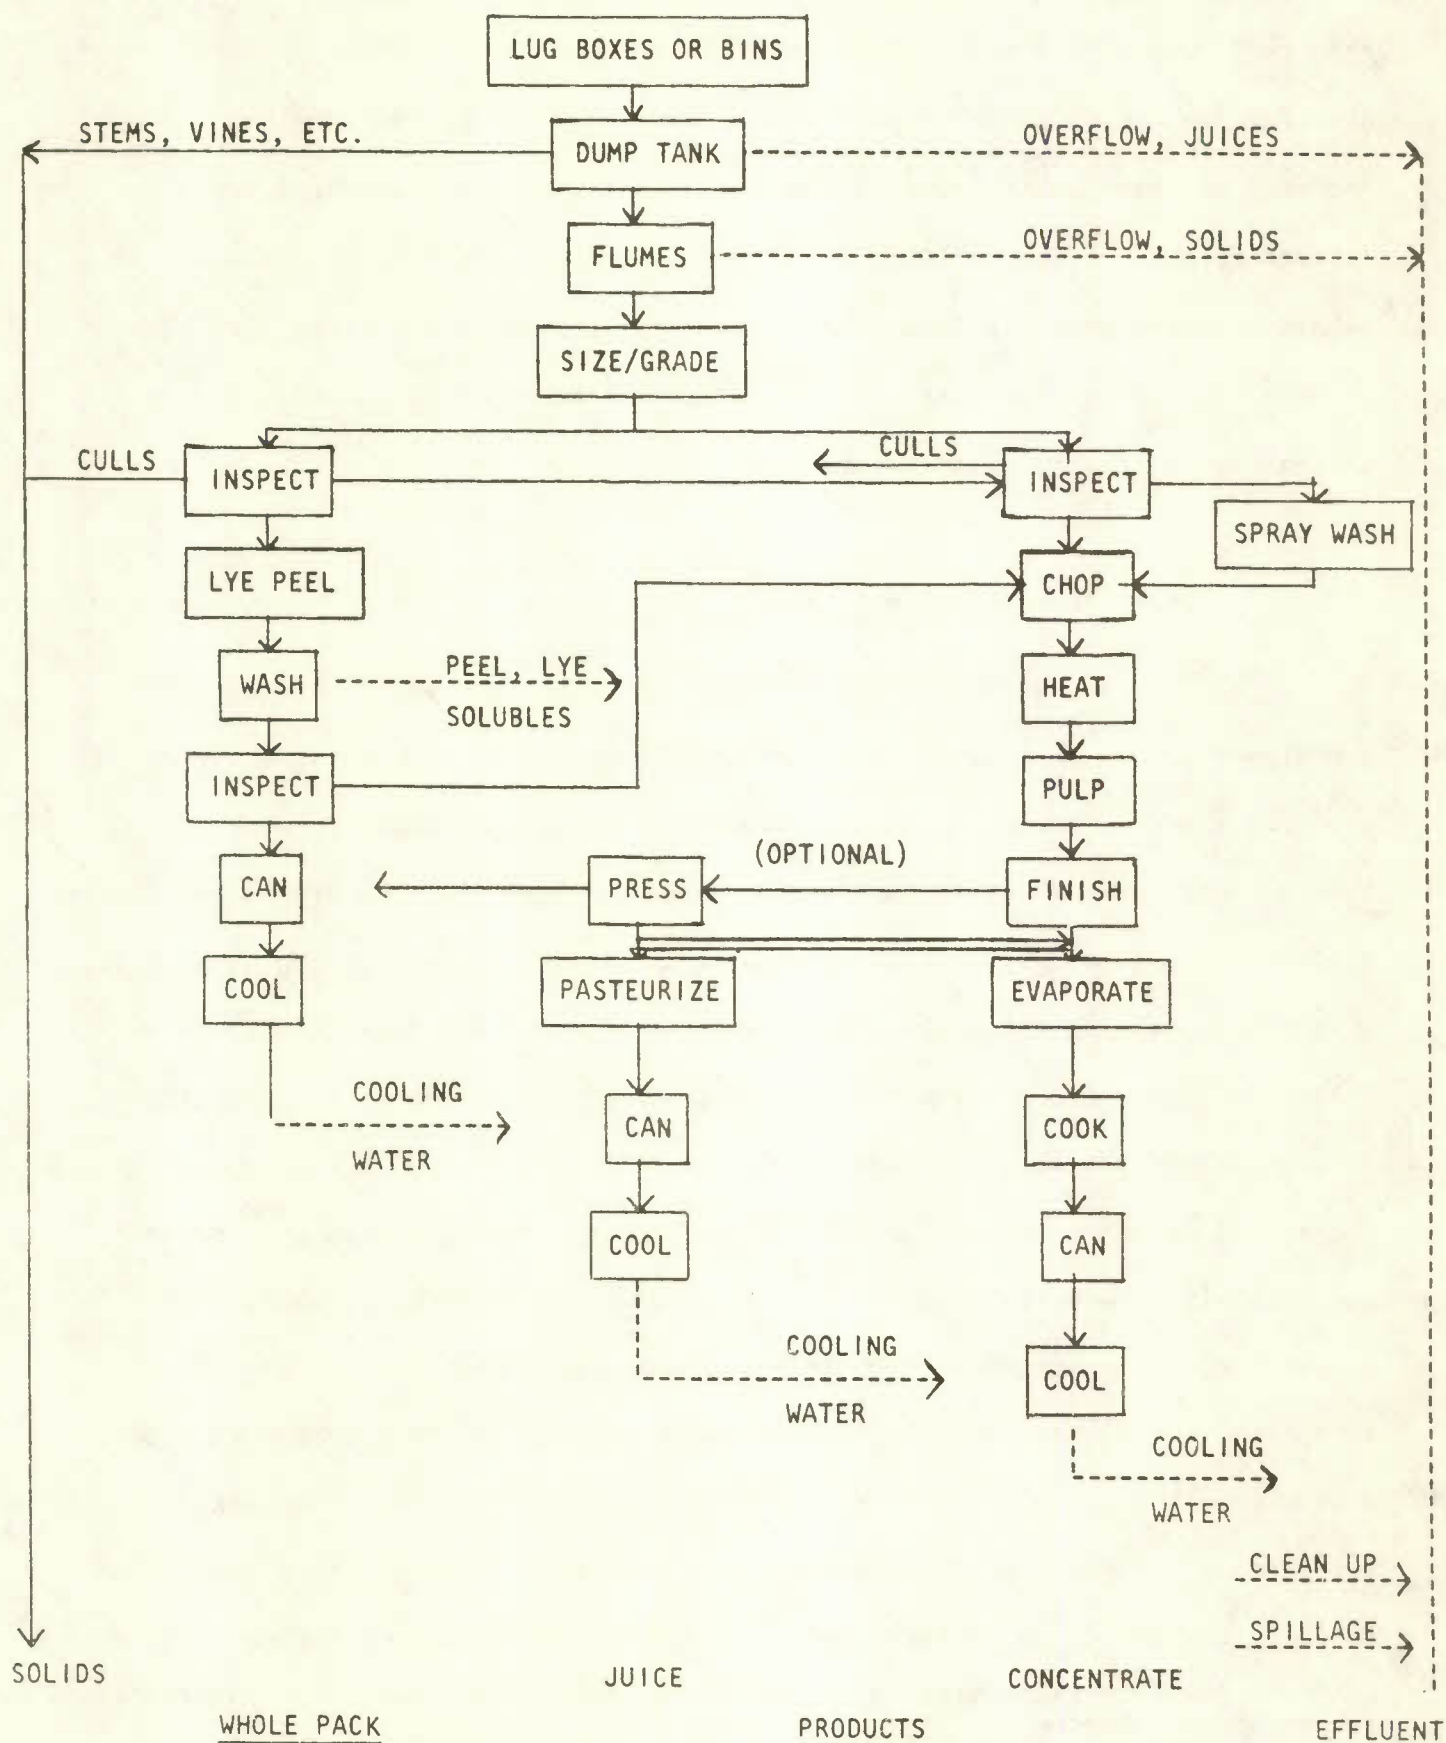 LUG BOXES OR BINS
STEMS, VINES, ETC.
DUMP TANK
OVERFLOW, JUICES
FLUMES
OVERFLOW, SOLIDS
SIZE/GRADE
CULLS
INSPECT
CULLS
INSPECT
SPRAY WASH
LYE PEEL
CHOP
WASH
PEEL, LYE
SOLUBLES
HEAT
INSPECT
PULP
CAN
PRESS
(OPTIONAL)
FINISH
COOL
PASTEURIZE
EVAPORATE
COOLING
WATER
CAN
COOK
COOL
CAN
COOLING
WATER
COOL
COOLING
WATER
CLEAN UP
SPILLAGE
SOLIDS
JUICE
CONCENTRATE
WHOLE PACK
PRODUCTS
EFFLUENT